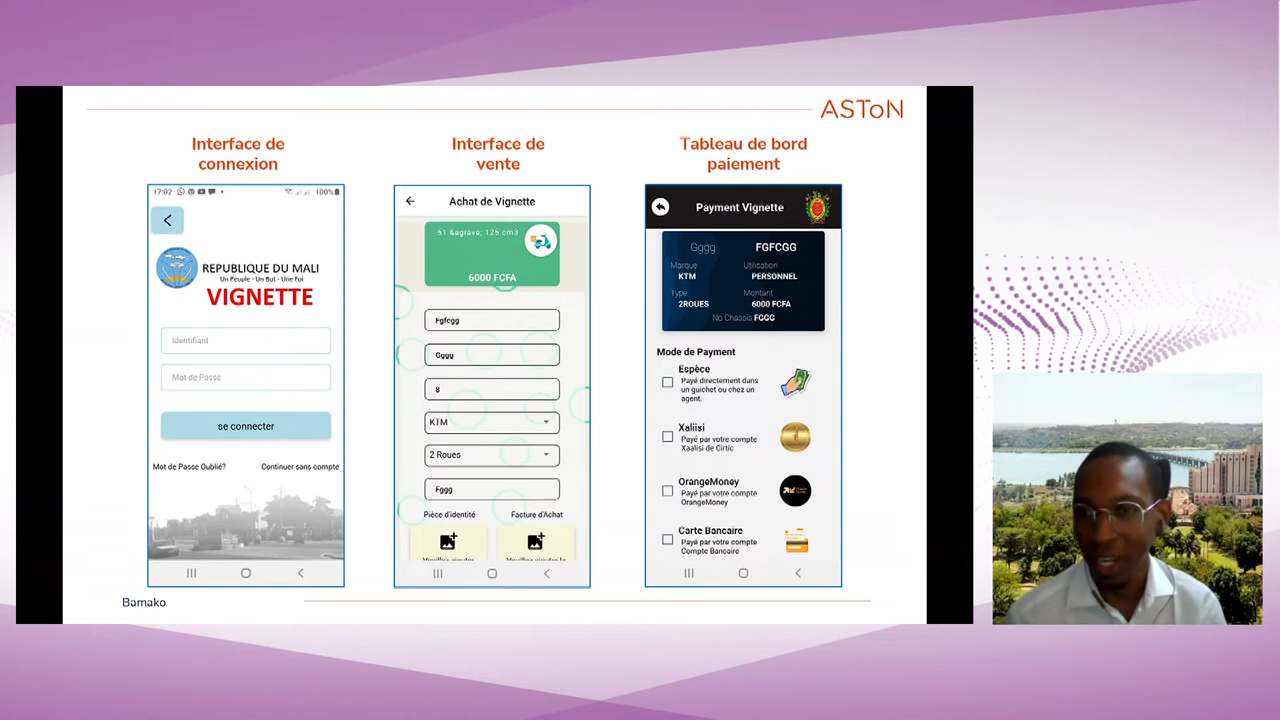 ASToN
Interface de
connexion
Interface de
vente
Tableau de bord
paiement
17:02
100%
REPUBLIQUE DU MALI
Un Peuple - Un But - Une Foi
VIGNETTE
Identifiant
Mot de Passe
se connecter
Mot de Passe Oublié?
Continuer sans compte
Achat de Vignette
51 &agrave; 125 cm3
6000 FCFA
Fgfcgg
Gggg
8
KTM
2 Roues
Fggg
Pièce d'identité
Facture d'Achat
Payment Vignette
Gggg
FGFCGG
Marque
Utilisation
KTM
PERSONNEL
Type
Montant
2ROUES
6000 FCFA
No Chassis FGGG
Mode de Payment
Espèce
Payé directement dans
un guichet ou chez un
agent.
Xaliisi
Payé par votre compte
Xaalisi de Cirtic
OrangeMoney
Payé par votre compte
OrangeMoney
Carte Bancaire
Payé par votre compte
Compte Bancaire
Bamako